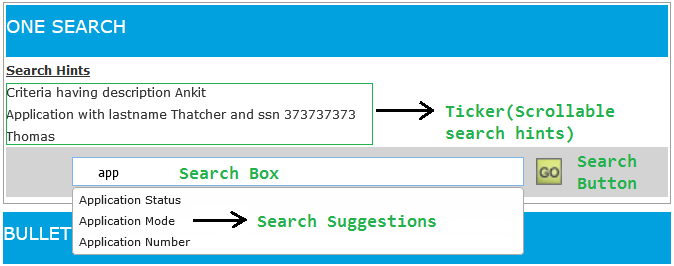 ONE SEARCH
Search Hints
Criteria having description Ankit
Application with lastname Thatcher and ssn 373737373
Thomas
Ticker(Scrollable
search hints)
app
Search Box
GO
Search
Button
Application Status
Application Mode
Application Number
Search Suggestions
BULLET